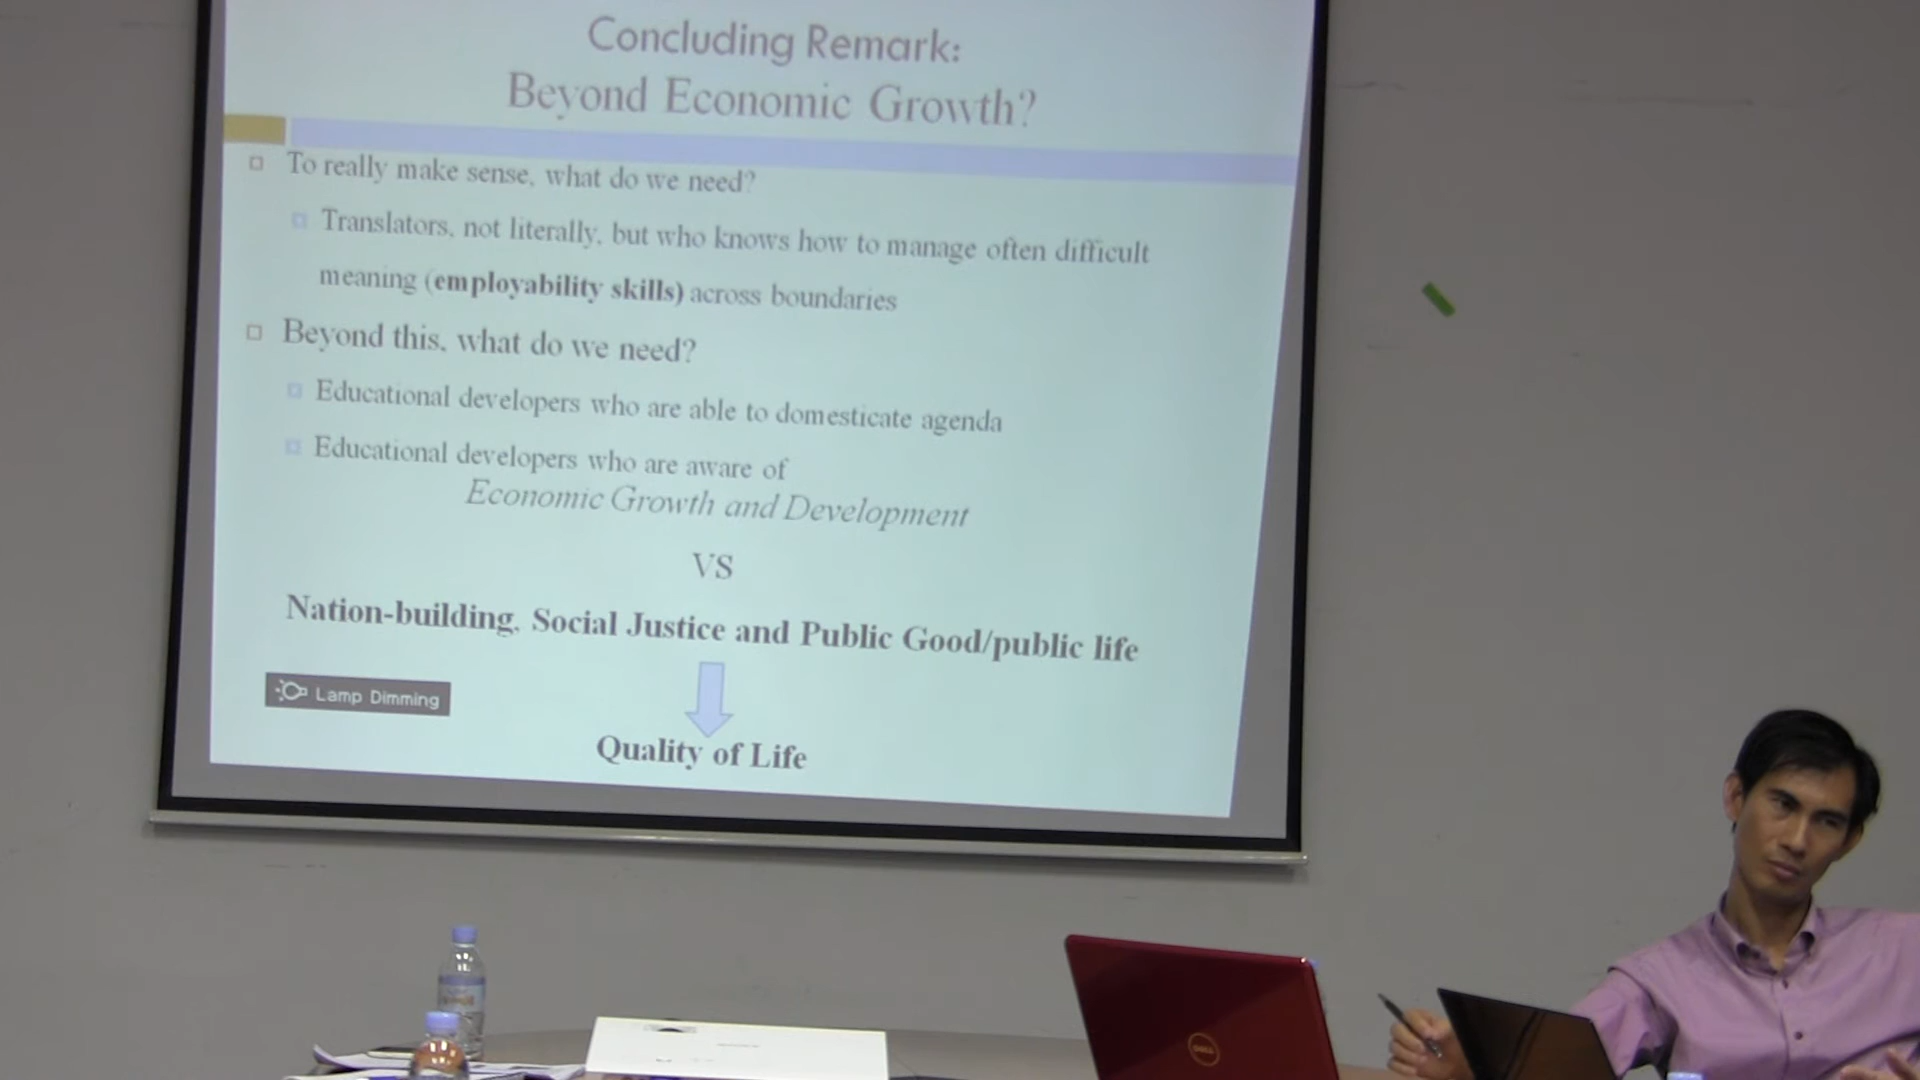 Concluding Remark:
Beyond Economic Growth?
To really make sense, what do we need?
Translators, not literally, but who knows how to manage often difficult
meaning (employability skills) across boundaries
Beyond this, what do we need?
Educational developers who are able to domesticate agenda
Educational developers who are aware of
Economic Growth and Development
VS
Nation-building, Social Justice and Public Good/public life
Lamp Dimming
Quality of Life
DELL